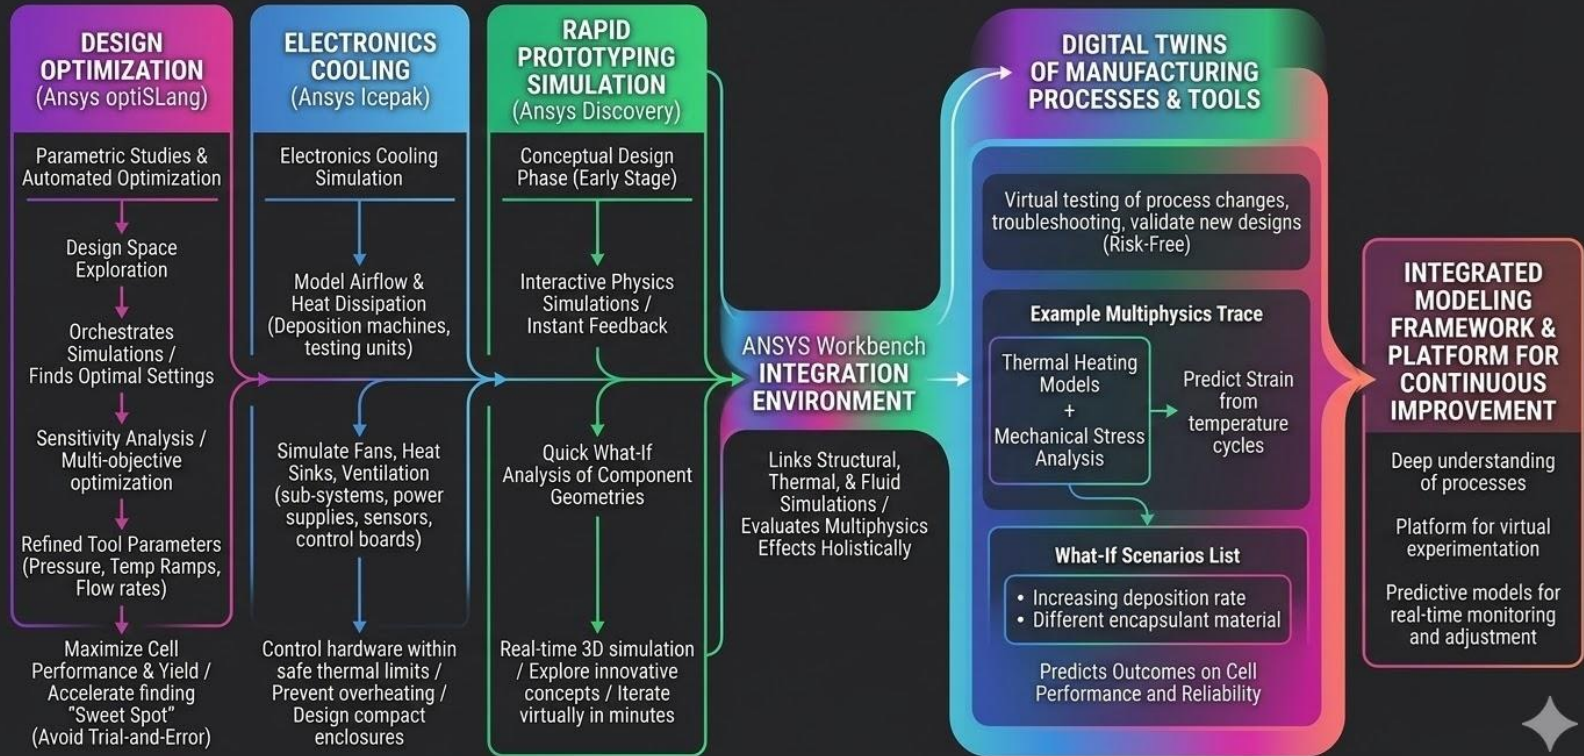 DESIGN
OPTIMIZATION
(Ansys optiSLang)
Parametric Studies &
Automated Optimization
Design Space
Exploration
Orchestrates
Simulations /
Finds Optimal Settings
Sensitivity Analysis /
Multi-objective
optimization
Refined Tool Parameters
(Pressure, Temp Ramps,
Flow rates)
Maximize Cell
Performance & Yield /
Accelerate finding
"Sweet Spot"
(Avoid Trial-and-Error)
ELECTRONICS
COOLING
(Ansys Icepak)
Electronics Cooling
Simulation
Model Airflow &
Heat Dissipation
(Deposition machines,
testing units)
Simulate Fans, Heat
Sinks, Ventilation
(sub-systems, power
supplies, sensors,
control boards)
Control hardware within
safe thermal limits /
Prevent overheating /
Design compact
enclosures
RAPID
PROTOTYPING
SIMULATION
(Ansys Discovery)
Conceptual Design
Phase (Early Stage)
Interactive Physics
Simulations /
Instant Feedback
Quick What-If
Analysis of Component
Geometries
Real-time 3D simulation
/ Explore innovative
concepts / Iterate
virtually in minutes
ANSYS Workbench
INTEGRATION
ENVIRONMENT
Links Structural,
Thermal, & Fluid
Simulations /
Evaluates Multiphysics
Effects Holistically
DIGITAL TWINS
OF MANUFACTURING
PROCESSES & TOOLS
Virtual testing of process changes,
troubleshooting, validate new designs
(Risk-Free)
Example Multiphysics Trace
Thermal Heating
Models
+
Mechanical Stress
Analysis
Predict Strain
from
temperature
cycles
What-If Scenarios List
• Increasing deposition rate
• Different encapsulant material
Predicts Outcomes on Cell
Performance and Reliability
INTEGRATED
MODELING
FRAMEWORK &
PLATFORM FOR
CONTINUOUS
IMPROVEMENT
Deep understanding
of processes
Platform for virtual
experimentation
Predictive models for
real-time monitoring
and adjustment